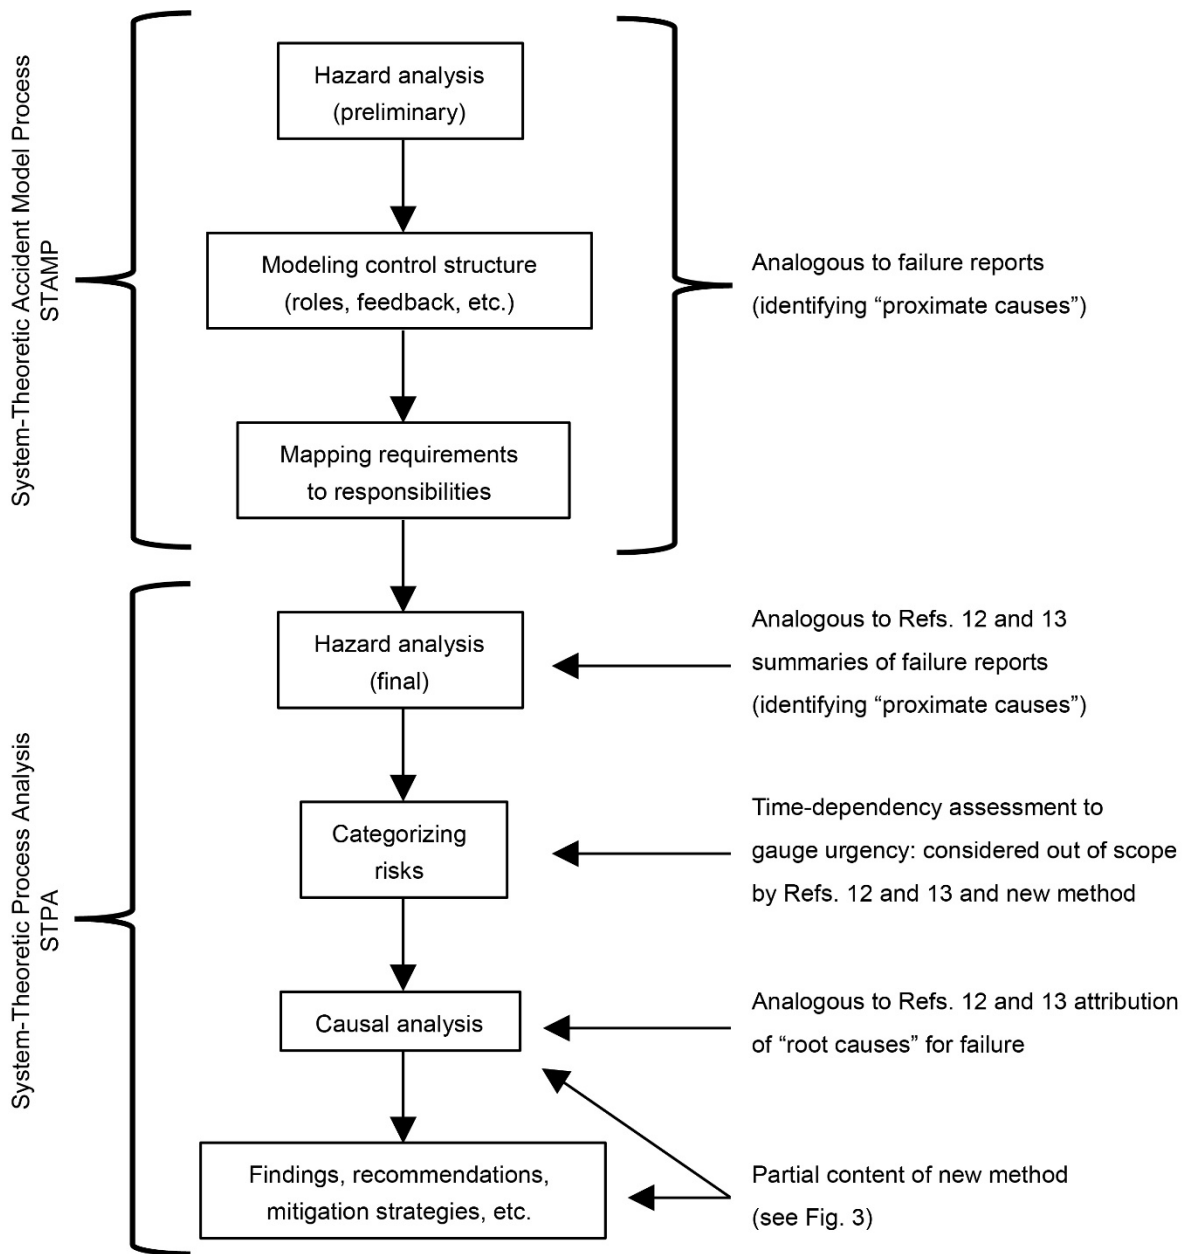 System-Theoretic Accident Model Process
STAMP
Hazard analysis
(preliminary)
Modeling control structure
(roles, feedback, etc.)
Mapping requirements
to responsibilities
Analogous to failure reports
(identifying “proximate causes”)
System-Theoretic Process Analysis
STPA
Hazard analysis
(final)
Analogous to Refs. 12 and 13
summaries of failure reports
(identifying “proximate causes”)
Categorizing
risks
Time-dependency assessment to
gauge urgency: considered out of scope
by Refs. 12 and 13 and new method
Causal analysis
Analogous to Refs. 12 and 13 attribution
of “root causes” for failure
Findings, recommendations,
mitigation strategies, etc.
Partial content of new method
(see Fig. 3)